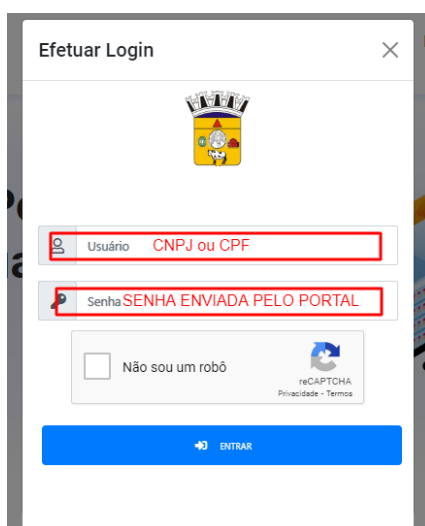 Efetuar Login
Usuário CNPJ ou CPF
Senha SENHA ENVIADA PELO PORTAL
Não sou um robô
reCAPTCHA
Privacidade - Termos
ENTRAR